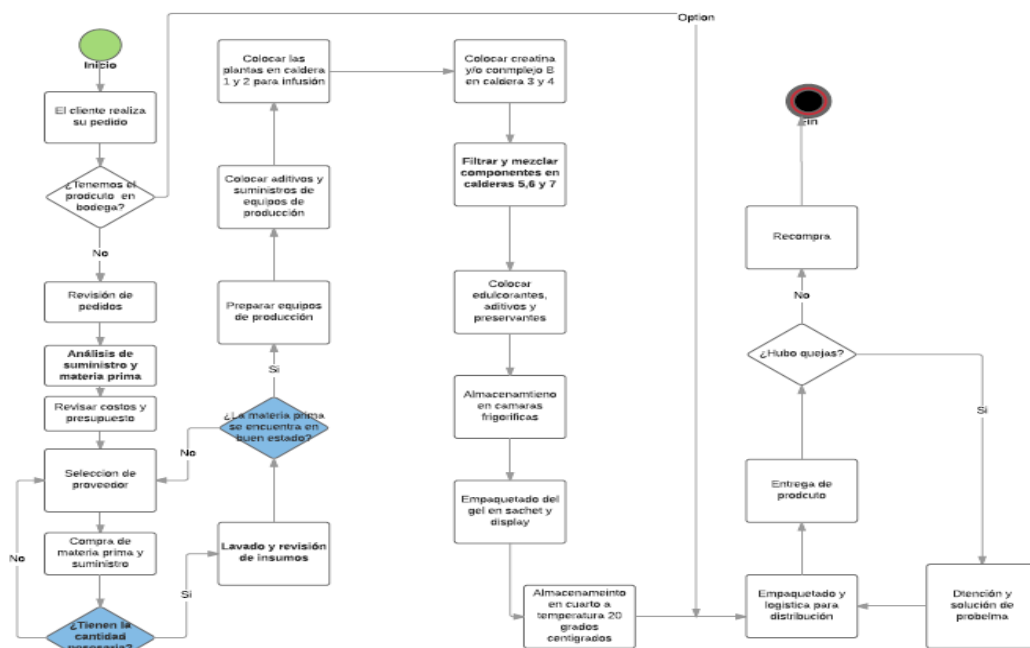 Inicio
El cliente realiza
su pedido
¿Tenemos el
prodcuto en
bodega?
No
Option
Revisión de
pedidos
Análisis de
suministro y
materia prima
Revisar costos y
presupuesto
Seleccion de
proveedor
Compra de
materia prima y
suministro
No
¿Tienen la
cantidad
necesaria?
Si
Lavado y revisión
de insumos
¿La materia prima
se encuentra en
buen estado?
No
Si
Preparar equipos
de producción
Colocar aditivos y
suministros de
equipos de
producción
Colocar las
plantas en caldera
1 y 2 para infusión
Colocar creatina
y/o conmplejo B
en caldera 3 y 4
Filtrar y mezclar
componentes en
calderas 5,6 y 7
Colocar
edulcorantes,
aditivos y
preservantes
Almacenamtieno
en camaras
frigorificas
Empaquetado del
gel en sachet y
display
Almacenameinto
en cuarto a
temperatura 20
grados
centigrados
Empaquetado y
logistica para
distribución
Entrega de
prodcuto
¿Hubo quejas?
Si
Dtención y
solución de
probelma
No
Recompra
Fin